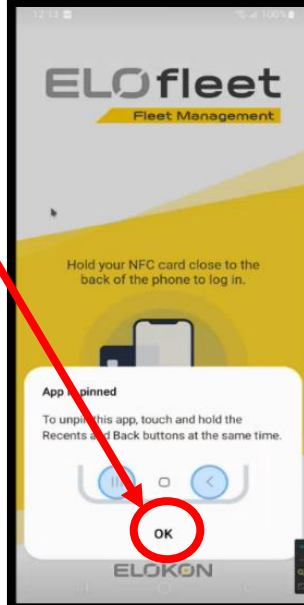 12:13 100%
ELOfleet
Fleet Management
Hold your NFC card close to the
back of the phone to log in.
App is pinned
To unpin this app, touch and hold the
Recents and Back buttons at the same time.
OK
ELOKON